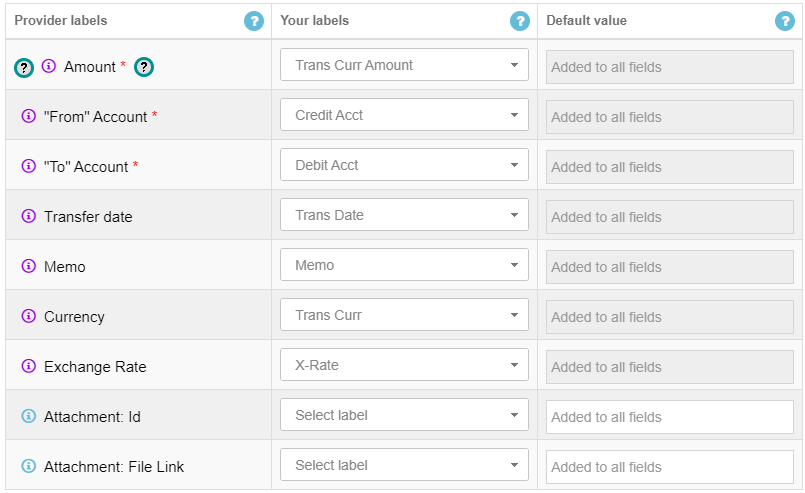 Provider labels ? Your labels ? Default value ?
? Amount * ? Trans Curr Amount Added to all fields
"From" Account * Credit Acct Added to all fields
"To" Account * Debit Acct Added to all fields
Transfer date Trans Date Added to all fields
Memo Memo Added to all fields
Currency Trans Curr Added to all fields
Exchange Rate X-Rate Added to all fields
Attachment: Id Select label Added to all fields
Attachment: File Link Select label Added to all fields